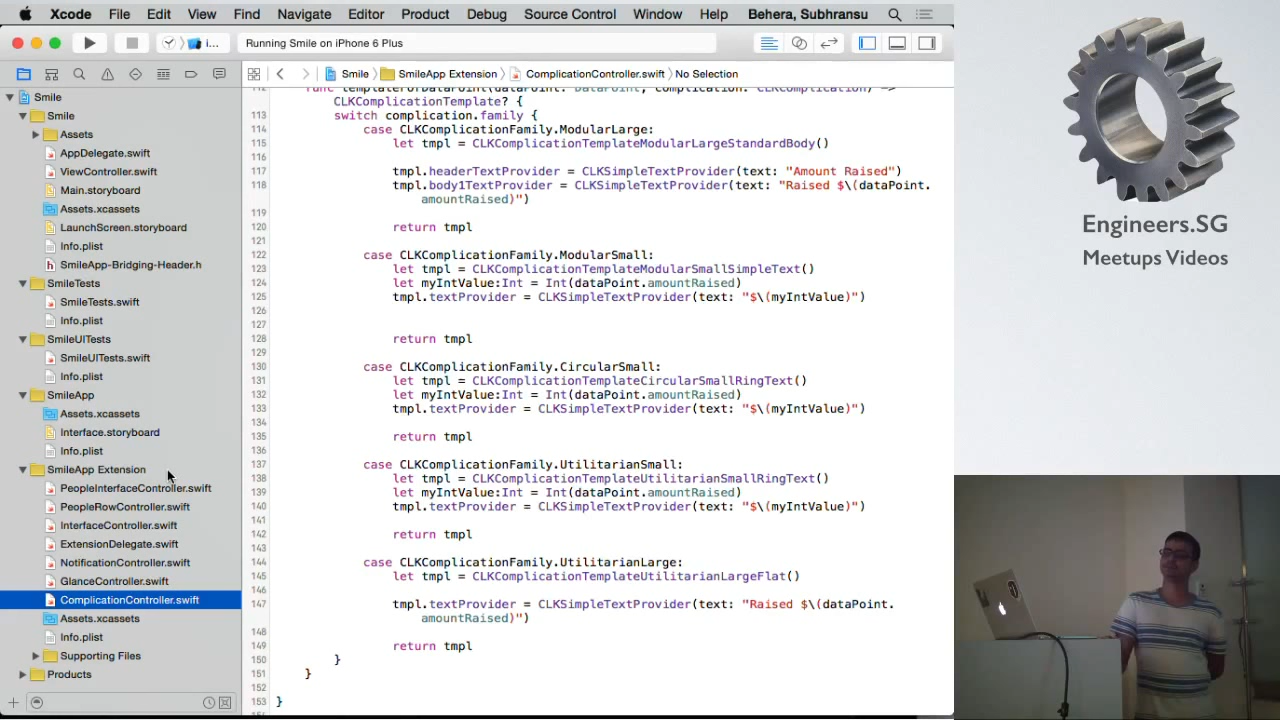 Xcode File Edit View Find Navigate Editor Product Debug Source Control Window Help Behera, Subhransu
i... Running Smile on iPhone 6 Plus
Smile SmileApp Extension ComplicationController.swift No Selection
Smile
Smile
Assets
AppDelegate.swift
ViewController.swift
Main.storyboard
Assets.xcassets
LaunchScreen.storyboard
Info.plist
SmileApp-Bridging-Header.h
SmileTests
SmileTests.swift
Info.plist
SmileUITests
SmileUITests.swift
Info.plist
SmileApp
Assets.xcassets
Interface.storyboard
Info.plist
SmileApp Extension
PeopleInterfaceController.swift
PeopleRowController.swift
InterfaceController.swift
ExtensionDelegate.swift
NotificationController.swift
GlanceController.swift
ComplicationController.swift
Assets.xcassets
Info.plist
Supporting Files
Products
112 func templateForDataPoint(dataPoint: DataPoint, complication: CLKComplication) ->
CLKComplicationTemplate? {
113 switch complication.family {
114 case CLKComplicationFamily.ModularLarge:
115 let tmpl = CLKComplicationTemplateModularLargeStandardBody()
116
117 tmpl.headerTextProvider = CLKSimpleTextProvider(text: "Amount Raised")
118 tmpl.body1TextProvider = CLKSimpleTextProvider(text: "Raised $\(dataPoint.
amountRaised)")
119
120 return tmpl
121
122 case CLKComplicationFamily.ModularSmall:
123 let tmpl = CLKComplicationTemplateModularSmallSimpleText()
124 let myIntValue:Int = Int(dataPoint.amountRaised)
125 tmpl.textProvider = CLKSimpleTextProvider(text: "$\(myIntValue)")
126
127
128 return tmpl
129
130 case CLKComplicationFamily.CircularSmall:
131 let tmpl = CLKComplicationTemplateCircularSmallRingText()
132 let myIntValue:Int = Int(dataPoint.amountRaised)
133 tmpl.textProvider = CLKSimpleTextProvider(text: "$\(myIntValue)")
134
135 return tmpl
136
137 case CLKComplicationFamily.UtilitarianSmall:
138 let tmpl = CLKComplicationTemplateUtilitarianSmallRingText()
139 let myIntValue:Int = Int(dataPoint.amountRaised)
140 tmpl.textProvider = CLKSimpleTextProvider(text: "$\(myIntValue)")
141
142 return tmpl
143
144 case CLKComplicationFamily.UtilitarianLarge:
145 let tmpl = CLKComplicationTemplateUtilitarianLargeFlat()
146
147 tmpl.textProvider = CLKSimpleTextProvider(text: "Raised $\(dataPoint.
amountRaised)")
148
149 return tmpl
150 }
151 }
152
153 }
Engineers.SG
Meetups Videos